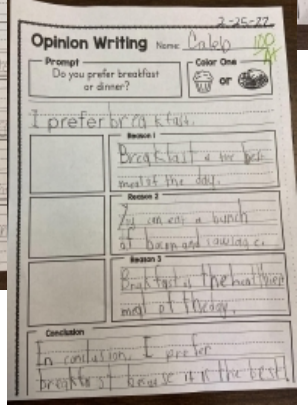 2-25-22
Opinion Writing Name: Caleb 100
A+
Prompt
Do you prefer breakfast
or dinner?
Color One
or
I prefer breakfast.
Reason 1
Breakfast is the best
meal of the day.
Reason 2
You can eat a bunch
of bacon and sausage.
Reason 3
Breakfast is the healthiest
meal of the day.
Conclusion
In conclusion, I prefer
breakfast because it is the best